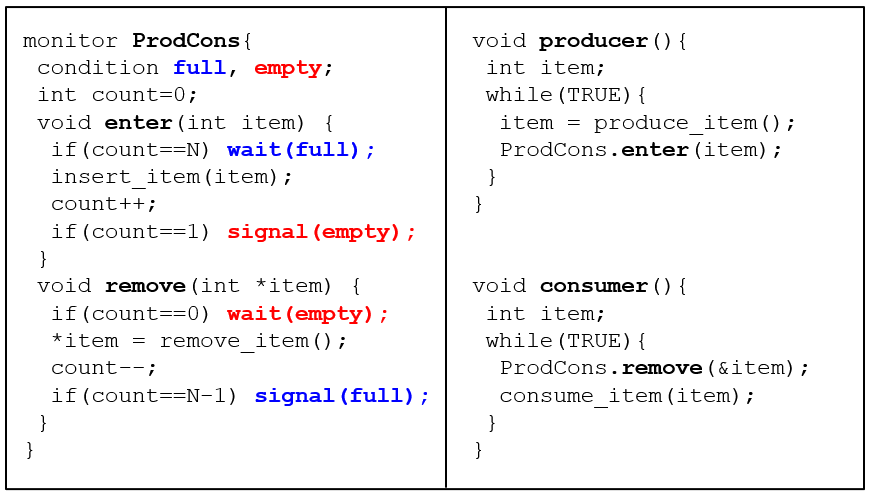 monitor ProdCons{
 condition full, empty;
 int count=0;
 void enter(int item) {
  if(count==N) wait(full);
  insert_item(item);
  count++;
  if(count==1) signal(empty);
 }
 void remove(int *item) {
  if(count==0) wait(empty);
  *item = remove_item();
  count--;
  if(count==N-1) signal(full);
 }
}
void producer(){
 int item;
 while(TRUE){
  item = produce_item();
  ProdCons.enter(item);
 }
}
void consumer(){
 int item;
 while(TRUE){
  ProdCons.remove(&item);
  consume_item(item);
 }
}